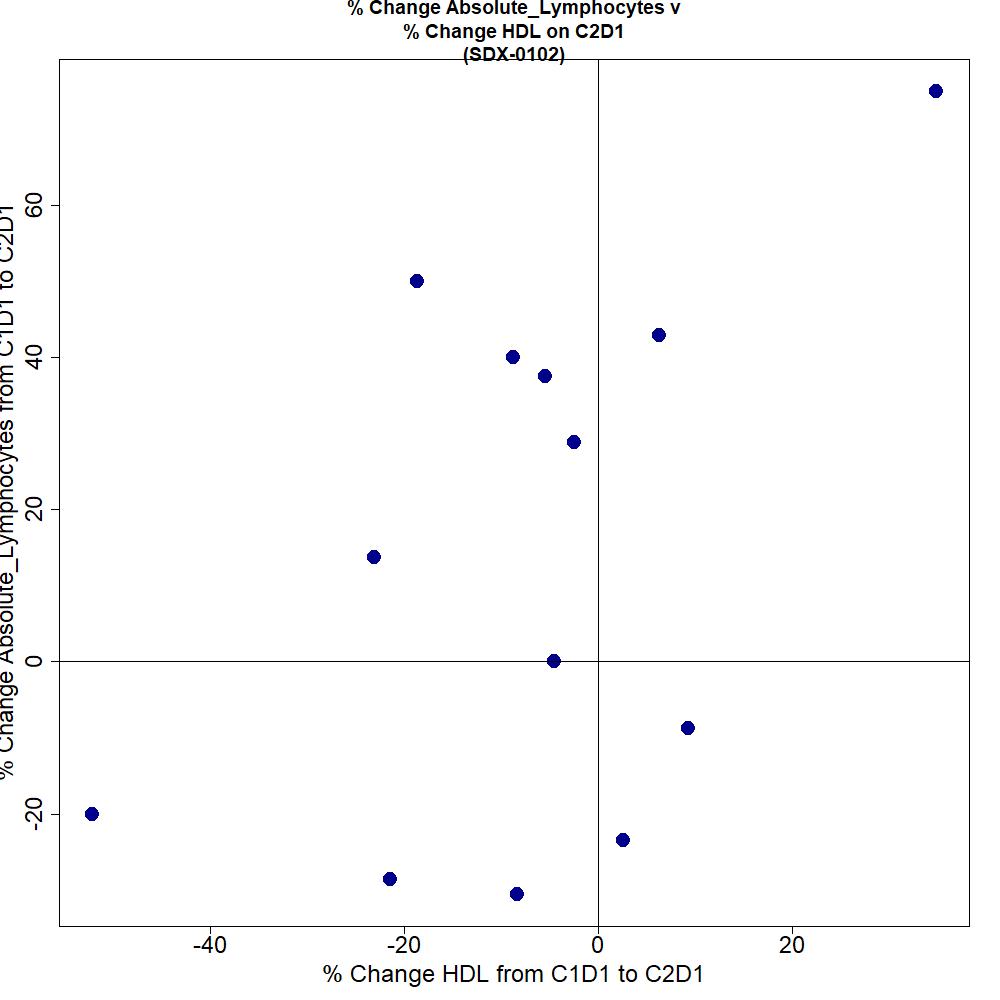 % Change Absolute_Lymphocytes v
% Change HDL on C2D1
(SDX-0102)
% Change Absolute_Lymphocytes from C1D1 to C2D1
60
40
20
0
-20
-40
-20
0
20
% Change HDL from C1D1 to C2D1